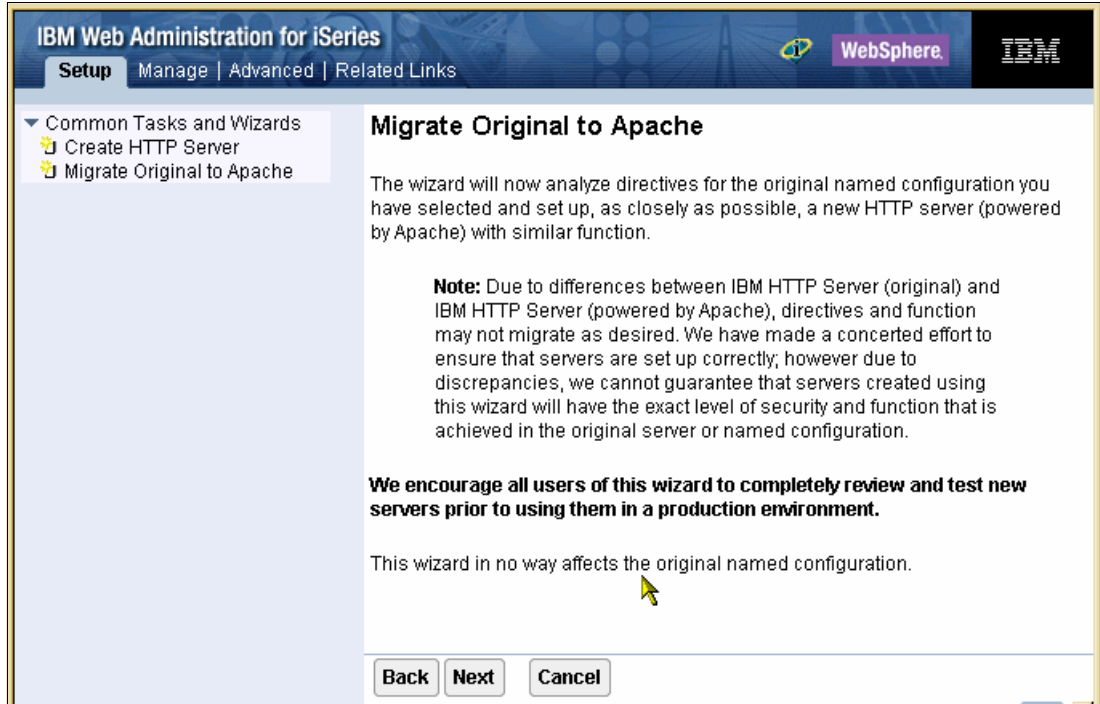 IBM Web Administration for iSeries
WebSphere.
IBM
Setup Manage | Advanced | Related Links
Common Tasks and Wizards
Create HTTP Server
Migrate Original to Apache
Migrate Original to Apache
The wizard will now analyze directives for the original named configuration you
have selected and set up, as closely as possible, a new HTTP server (powered
by Apache) with similar function.
Note: Due to differences between IBM HTTP Server (original) and
IBM HTTP Server (powered by Apache), directives and function
may not migrate as desired. We have made a concerted effort to
ensure that servers are set up correctly; however due to
discrepancies, we cannot guarantee that servers created using
this wizard will have the exact level of security and function that is
achieved in the original server or named configuration.
We encourage all users of this wizard to completely review and test new
servers prior to using them in a production environment.
This wizard in no way affects the original named configuration.
Back Next Cancel